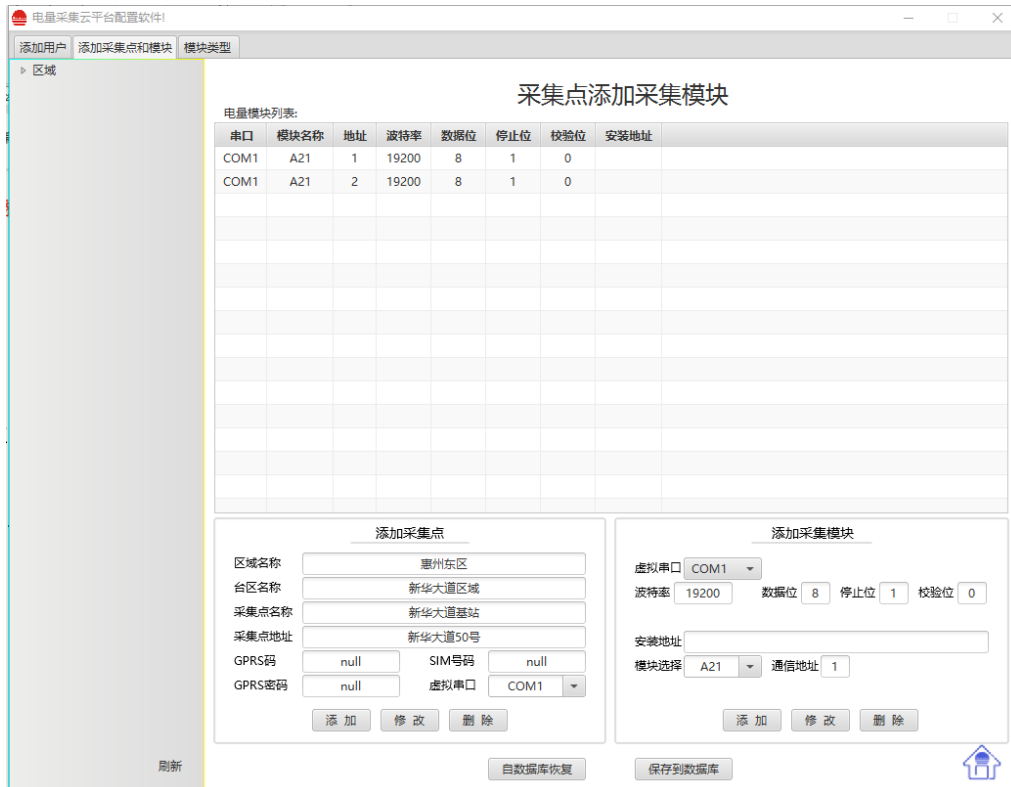 电量采集云平台配置软件!
添加用户 添加采集点和模块 模块类型
区域
采集点添加采集模块
电量模块列表:
串口 模块名称 地址 波特率 数据位 停止位 校验位 安装地址
COM1 A21 1 19200 8 1 0
COM1 A21 2 19200 8 1 0
添加采集点
区域名称 惠州东区
台区名称 新华大道区域
采集点名称 新华大道基站
采集点地址 新华大道50号
GPRS码 null SIM号码 null
GPRS密码 null 虚拟串口 COM1
添 加 修 改 删 除
添加采集模块
虚拟串口 COM1
波特率 19200 数据位 8 停止位 1 校验位 0
安装地址
模块选择 A21 通信地址 1
添 加 修 改 删 除
刷新
自数据库恢复 保存到数据库